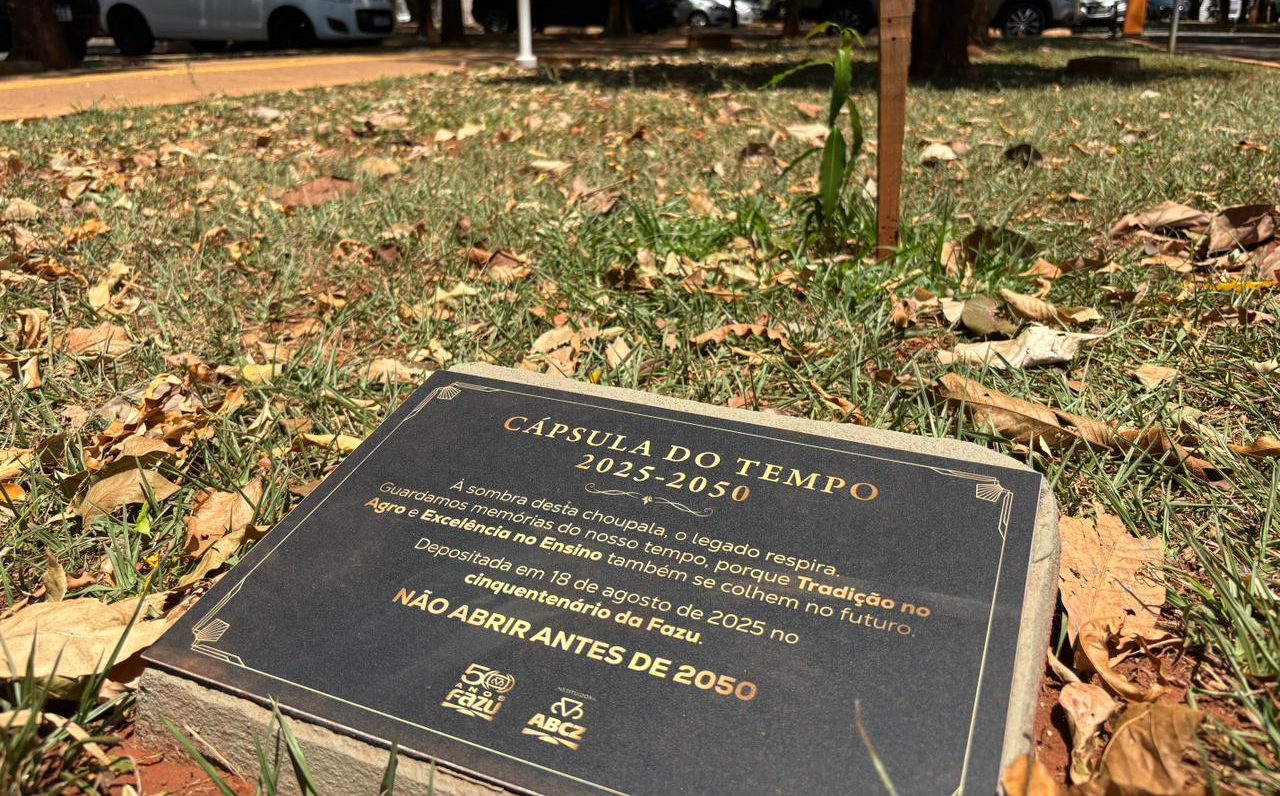 CÁPSULA DO TEMPO
2025-2050
À sombra desta choupala, o legado respira.
Guardamos memórias do nosso tempo, porque Tradição no
Agro e Excelência no Ensino também se colhem no futuro.
Depositada em 18 de agosto de 2025 no
cinquentenário da Fazu.
NÃO ABRIR ANTES DE 2050
50
ANOS
Fazu
ABCZ